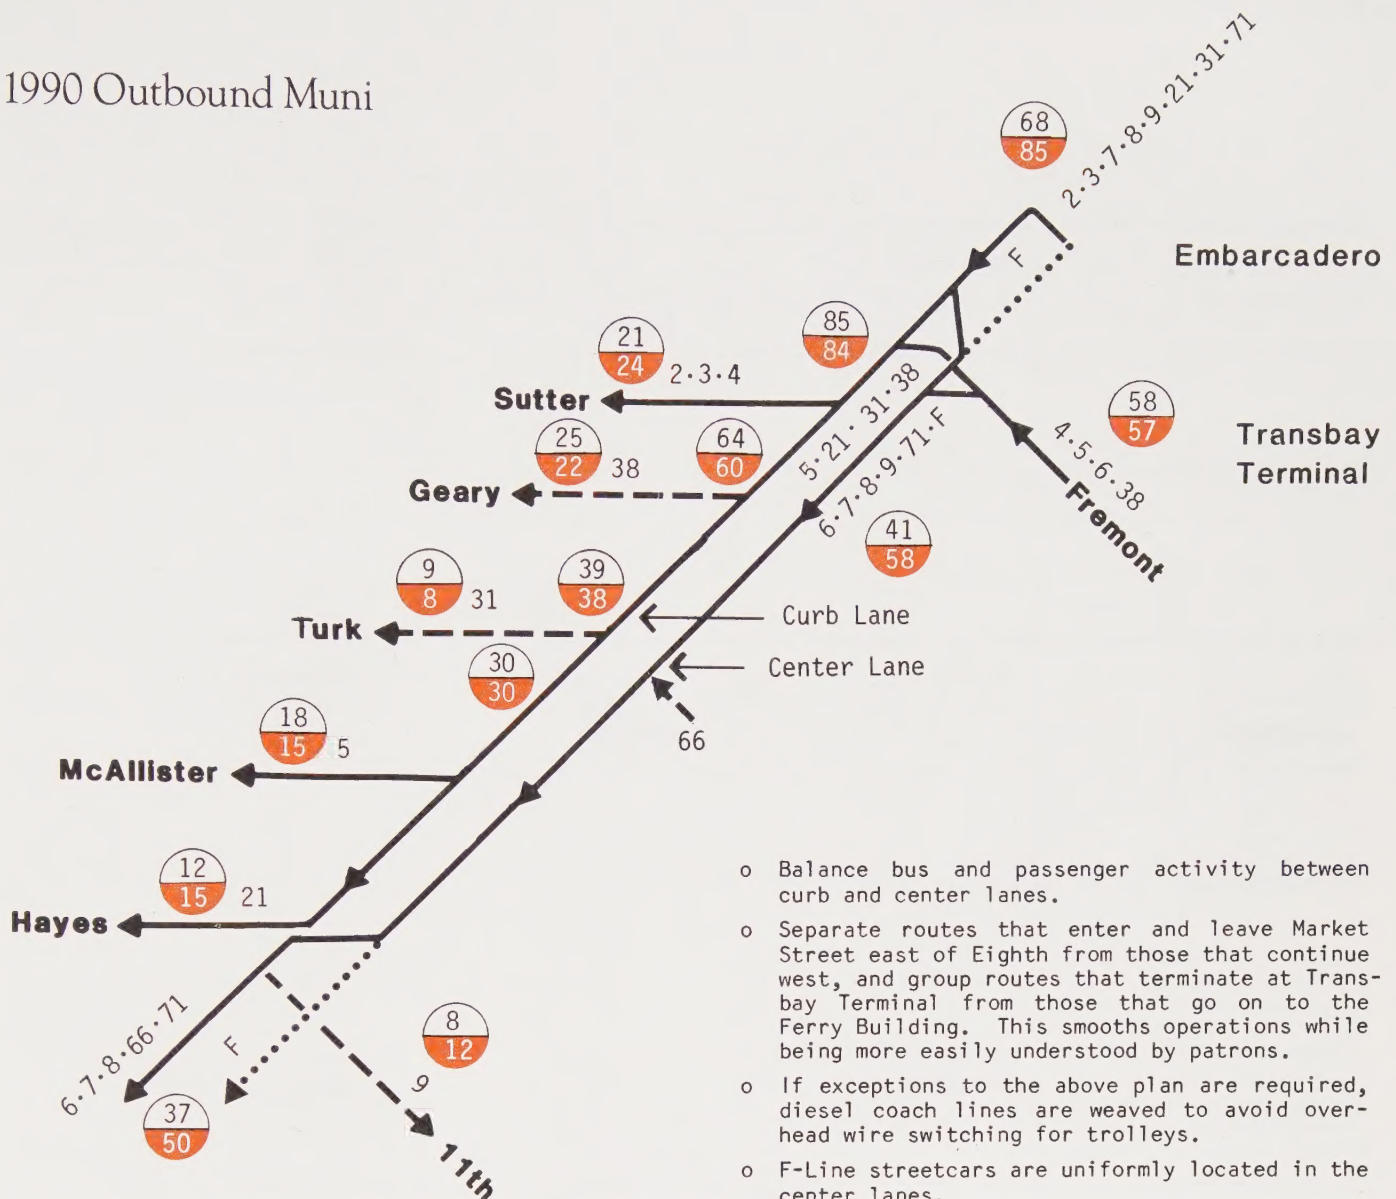 1990 Outbound Muni
2·3·7·8·9·21·31·71
68
85
Embarcadero
F
85
84
21
24
2·3·4
Sutter
5·21·31·38
6·7·8·9·71·F
58
57
4·5·6·38
Fremont
Transbay
Terminal
25
22
38
64
60
Geary
41
58
9
8
31
39
38
Turk
Curb Lane
Center Lane
30
30
66
18
15
5
McAllister
12
15
21
Hayes
6·7·8·66·71
F
37
50
8
12
9
11th
o Balance bus and passenger activity between
curb and center lanes.
o Separate routes that enter and leave Market
Street east of Eighth from those that continue
west, and group routes that terminate at Trans-
bay Terminal from those that go on to the
Ferry Building. This smooths operations while
being more easily understood by patrons.
o If exceptions to the above plan are required,
diesel coach lines are weaved to avoid over-
head wire switching for trolleys.
o F-Line streetcars are uniformly located in the
center lanes.